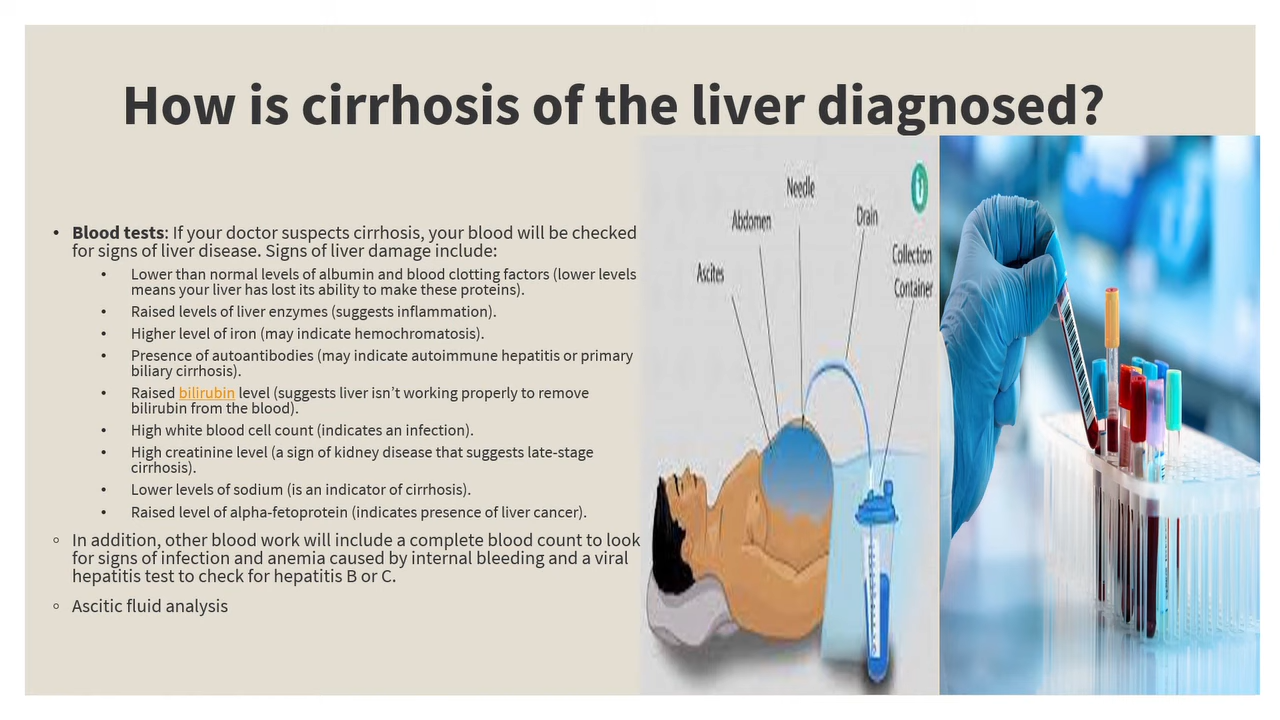 How is cirrhosis of the liver diagnosed?
• Blood tests: If your doctor suspects cirrhosis, your blood will be checked
for signs of liver disease. Signs of liver damage include:
• Lower than normal levels of albumin and blood clotting factors (lower levels
means your liver has lost its ability to make these proteins).
• Raised levels of liver enzymes (suggests inflammation).
• Higher level of iron (may indicate hemochromatosis).
• Presence of autoantibodies (may indicate autoimmune hepatitis or primary
biliary cirrhosis).
• Raised bilirubin level (suggests liver isn’t working properly to remove
bilirubin from the blood).
• High white blood cell count (indicates an infection).
• High creatinine level (a sign of kidney disease that suggests late-stage
cirrhosis).
• Lower levels of sodium (is an indicator of cirrhosis).
• Raised level of alpha-fetoprotein (indicates presence of liver cancer).
◦ In addition, other blood work will include a complete blood count to look
for signs of infection and anemia caused by internal bleeding and a viral
hepatitis test to check for hepatitis B or C.
◦ Ascitic fluid analysis
Needle
Abdomen
Drain
Ascites
Collection
Container